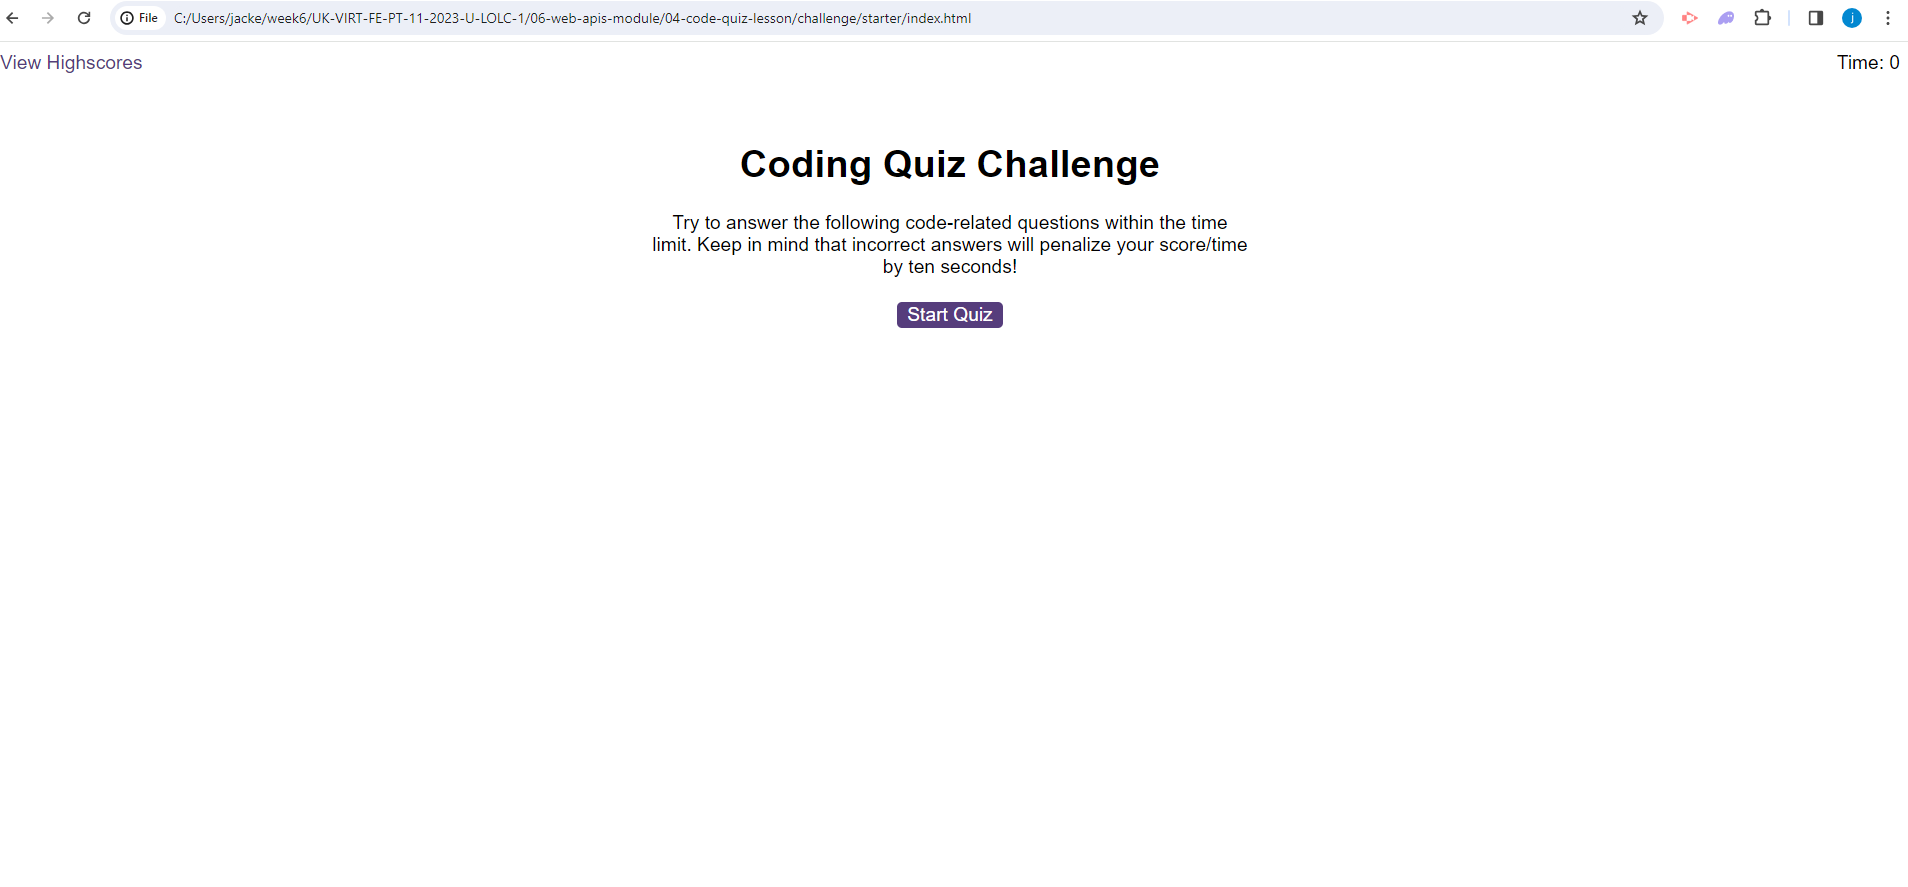 File C:/Users/jacke/week6/UK-VIRT-FE-PT-11-2023-U-LOLC-1/06-web-apis-module/04-code-quiz-lesson/challenge/starter/index.html j
View Highscores Time: 0
Coding Quiz Challenge
Try to answer the following code-related questions within the time
limit. Keep in mind that incorrect answers will penalize your score/time
by ten seconds!
Start Quiz